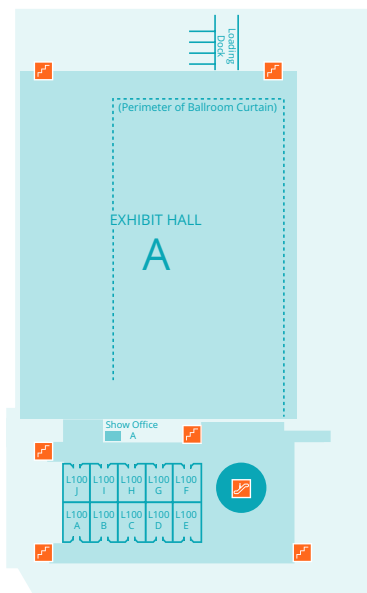 Loading
Dock
(Perimeter of Ballroom Curtain)
EXHIBIT HALL
A
Show Office
A
L100
J
L100
I
L100
H
L100
G
L100
F
L100
A
L100
B
L100
C
L100
D
L100
E